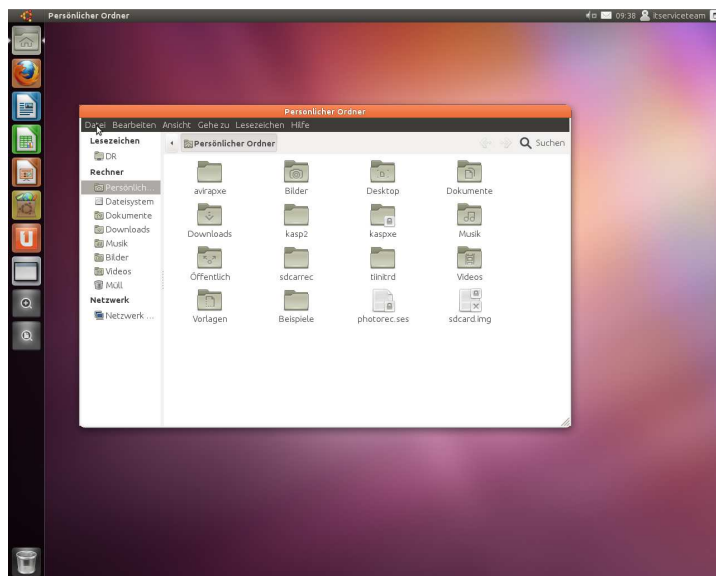 Persönlicher Ordner
09:38 itserviceteam
Persönlicher Ordner
Datei Bearbeiten Ansicht Gehe zu Lesezeichen Hilfe
Lesezeichen
DR
Rechner
Persönlich...
Dateisystem
Dokumente
Downloads
Musik
Bilder
Videos
Müll
Netzwerk
Netzwerk ...
Persönlicher Ordner
Suchen
avirapxe Bilder Desktop Dokumente
Downloads kasp2 kaspxe Musik
Öffentlich sdcarrec tiinitrd Videos
Vorlagen Beispiele photorec.ses sdcard.img